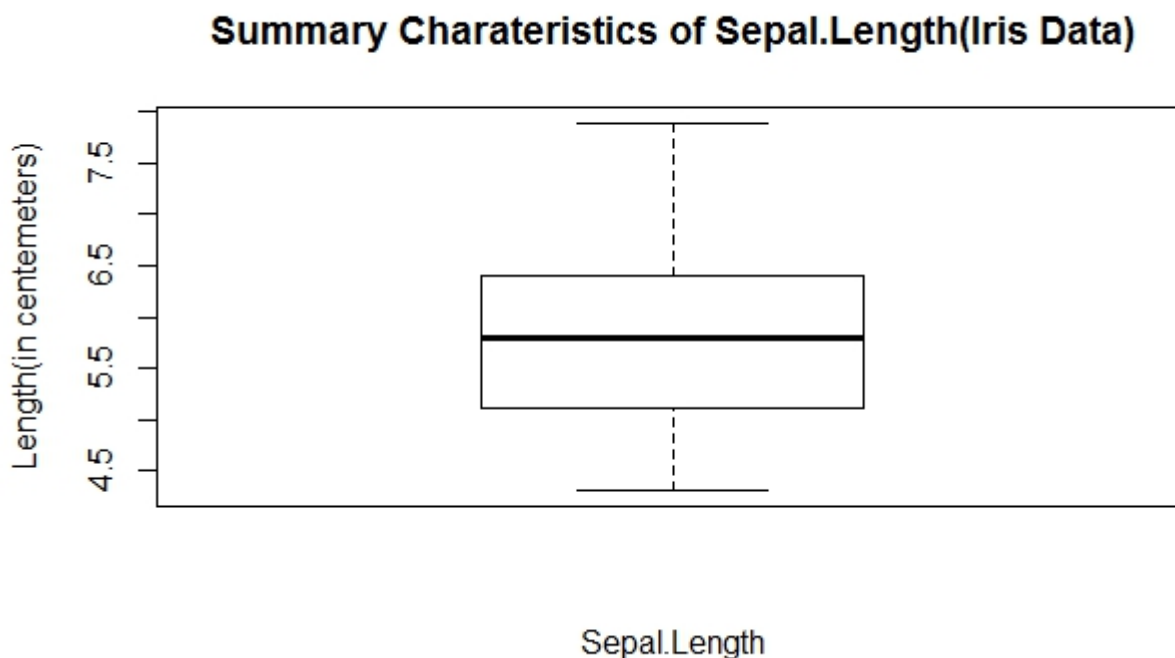 Summary Charateristics of Sepal.Length(Iris Data)
Length(in centemeters)
7.5
6.5
5.5
4.5
Sepal.Length